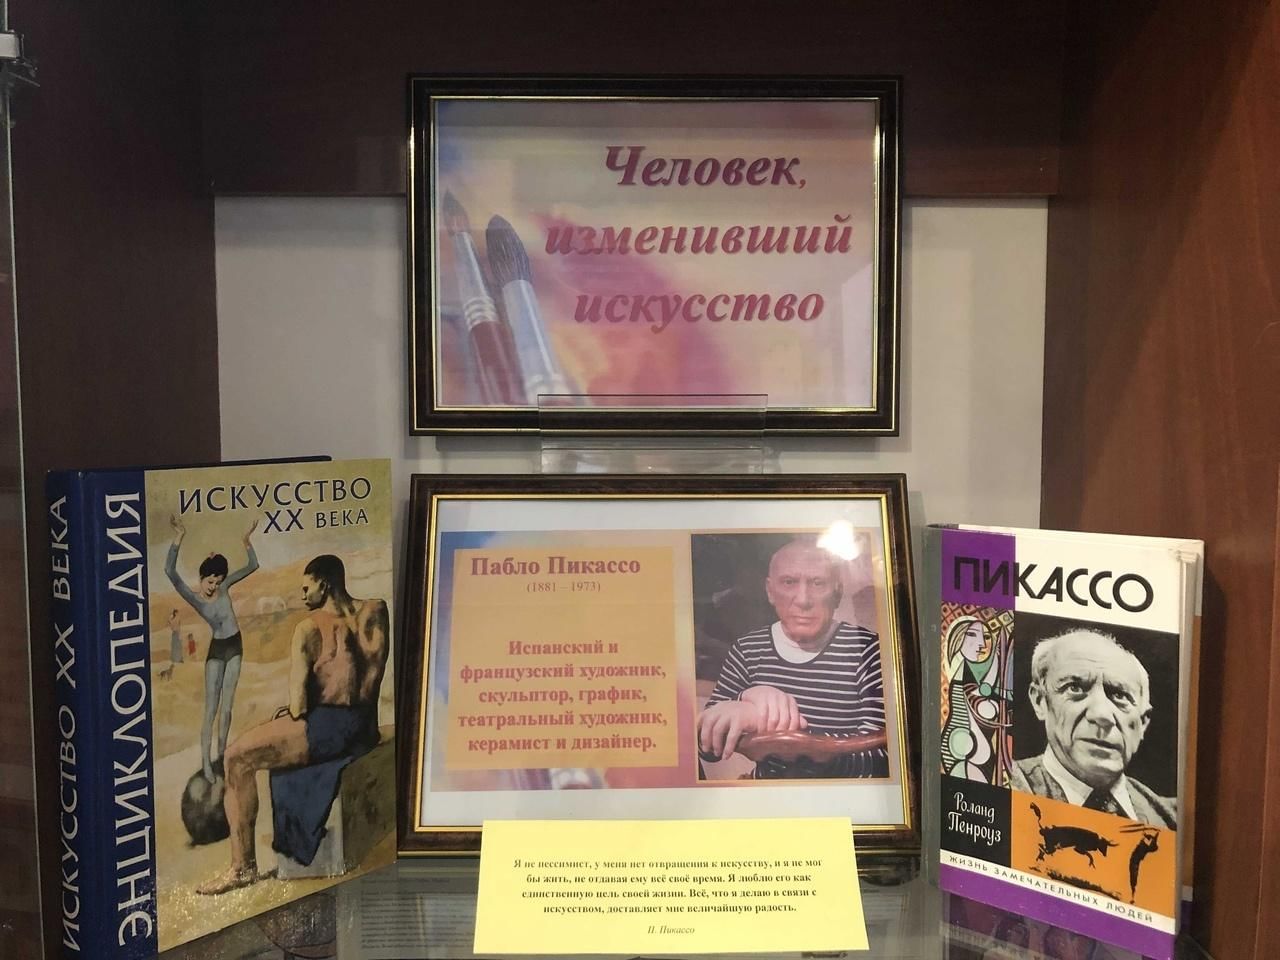 Человек,
изменивший
искусство
ИСКУССТВО XX ВЕКА
ЭНЦИКЛОПЕДИЯ
ИСКУССТВО
XX ВЕКА
Пабло Пикассо
(1881 – 1973)
Испанский и
французский художник,
скульптор, график,
театральный художник,
керамист и дизайнер.
ПИКАССО
Роланд
Пенроуз
ЖИЗНЬ ЗАМЕЧАТЕЛЬНЫХ ЛЮДЕЙ
Я не пессимист, у меня нет отвращения к искусству, и я не мог
бы жить, не отдавая ему всё своё время. Я люблю его как
единственную цель своей жизни. Всё, что я делаю в связи с
искусством, доставляет мне величайшую радость.
П. Пикассо